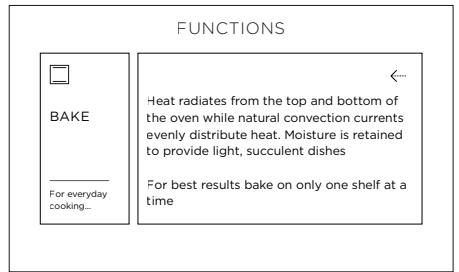 FUNCTIONS
BAKE
For everyday
cooking...
Heat radiates from the top and bottom of
the oven while natural convection currents
evenly distribute heat. Moisture is retained
to provide light, succulent dishes
For best results bake on only one shelf at a
time